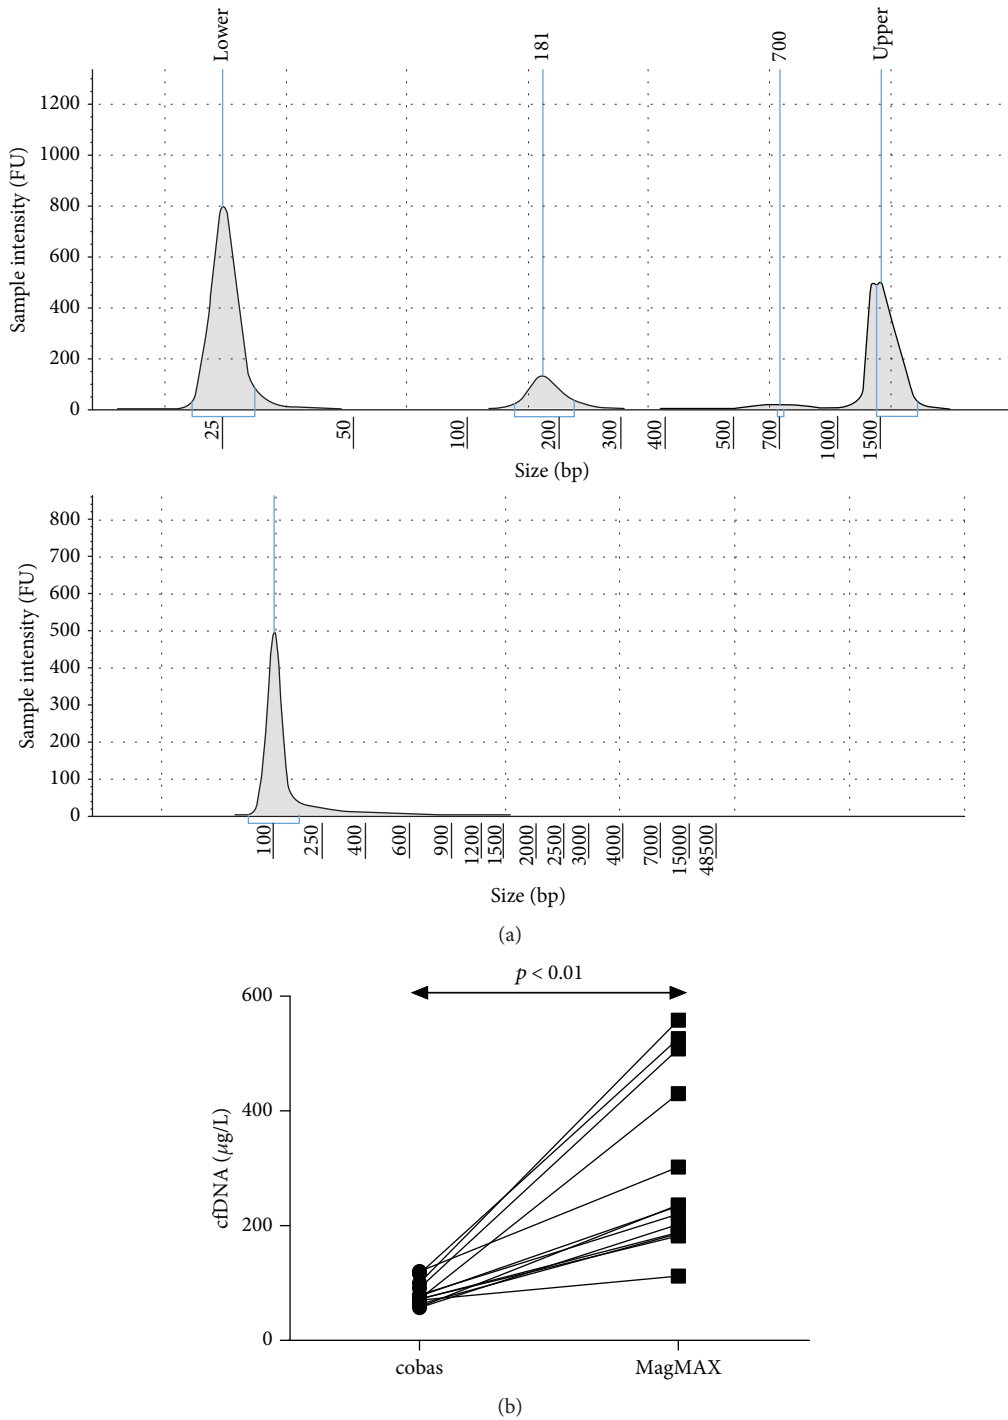 Lower 181 700 Upper
1200
1000
800
600
400
200
0
Sample intensity (FU)
25 50 100 200 300 400 500 700 1000 1500
Size (bp)
800
700
600
500
400
300
200
100
0
Sample intensity (FU)
100 250 400 600 900 1200 1500 2000 2500 3000 4000 7000 15000 48500
Size (bp)
(a)
p < 0.01
600
400
200
0
cfDNA (μg/L)
cobas MagMAX
(b)